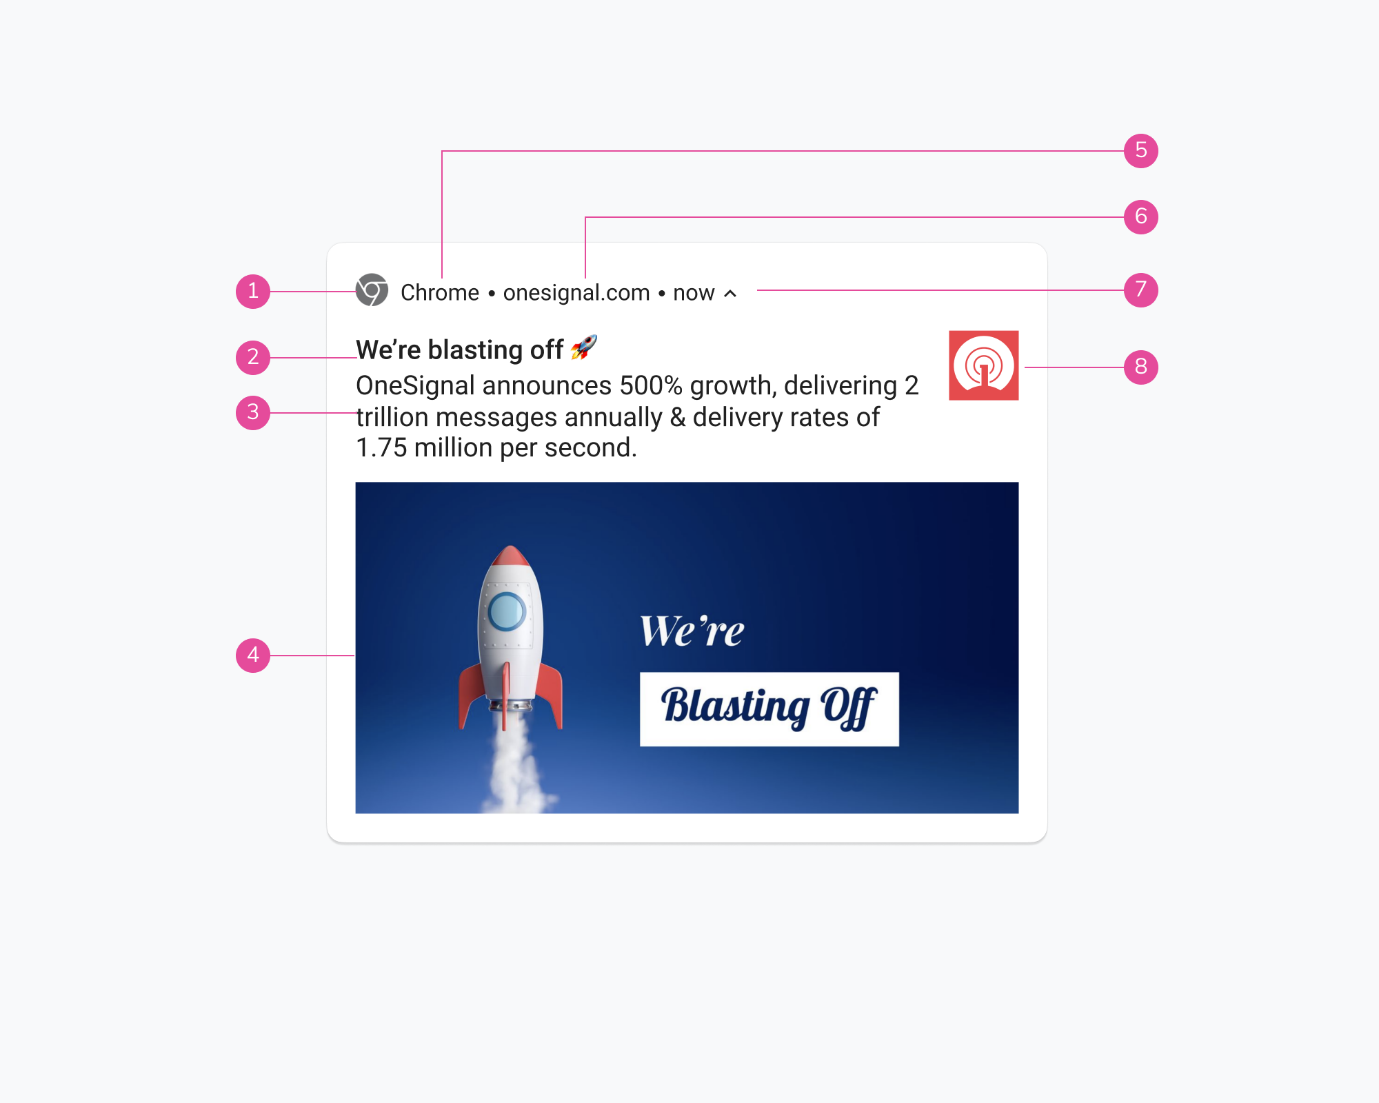 5
6
1
Chrome • onesignal.com • now
7
2
We’re blasting off 🚀
8
OneSignal announces 500% growth, delivering 2
3
trillion messages annually & delivery rates of
1.75 million per second.
4
We’re
Blasting Off